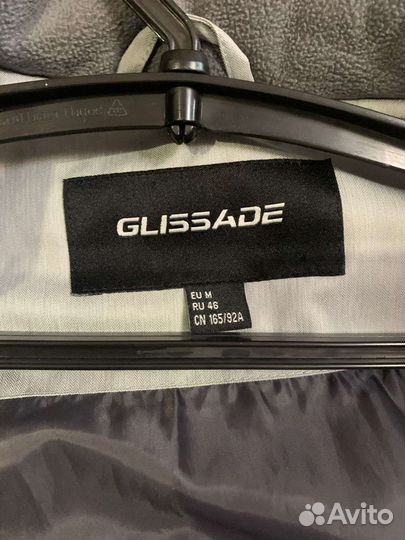 GLISSADE
EU M
RU 46
CN 165/92A
Avito